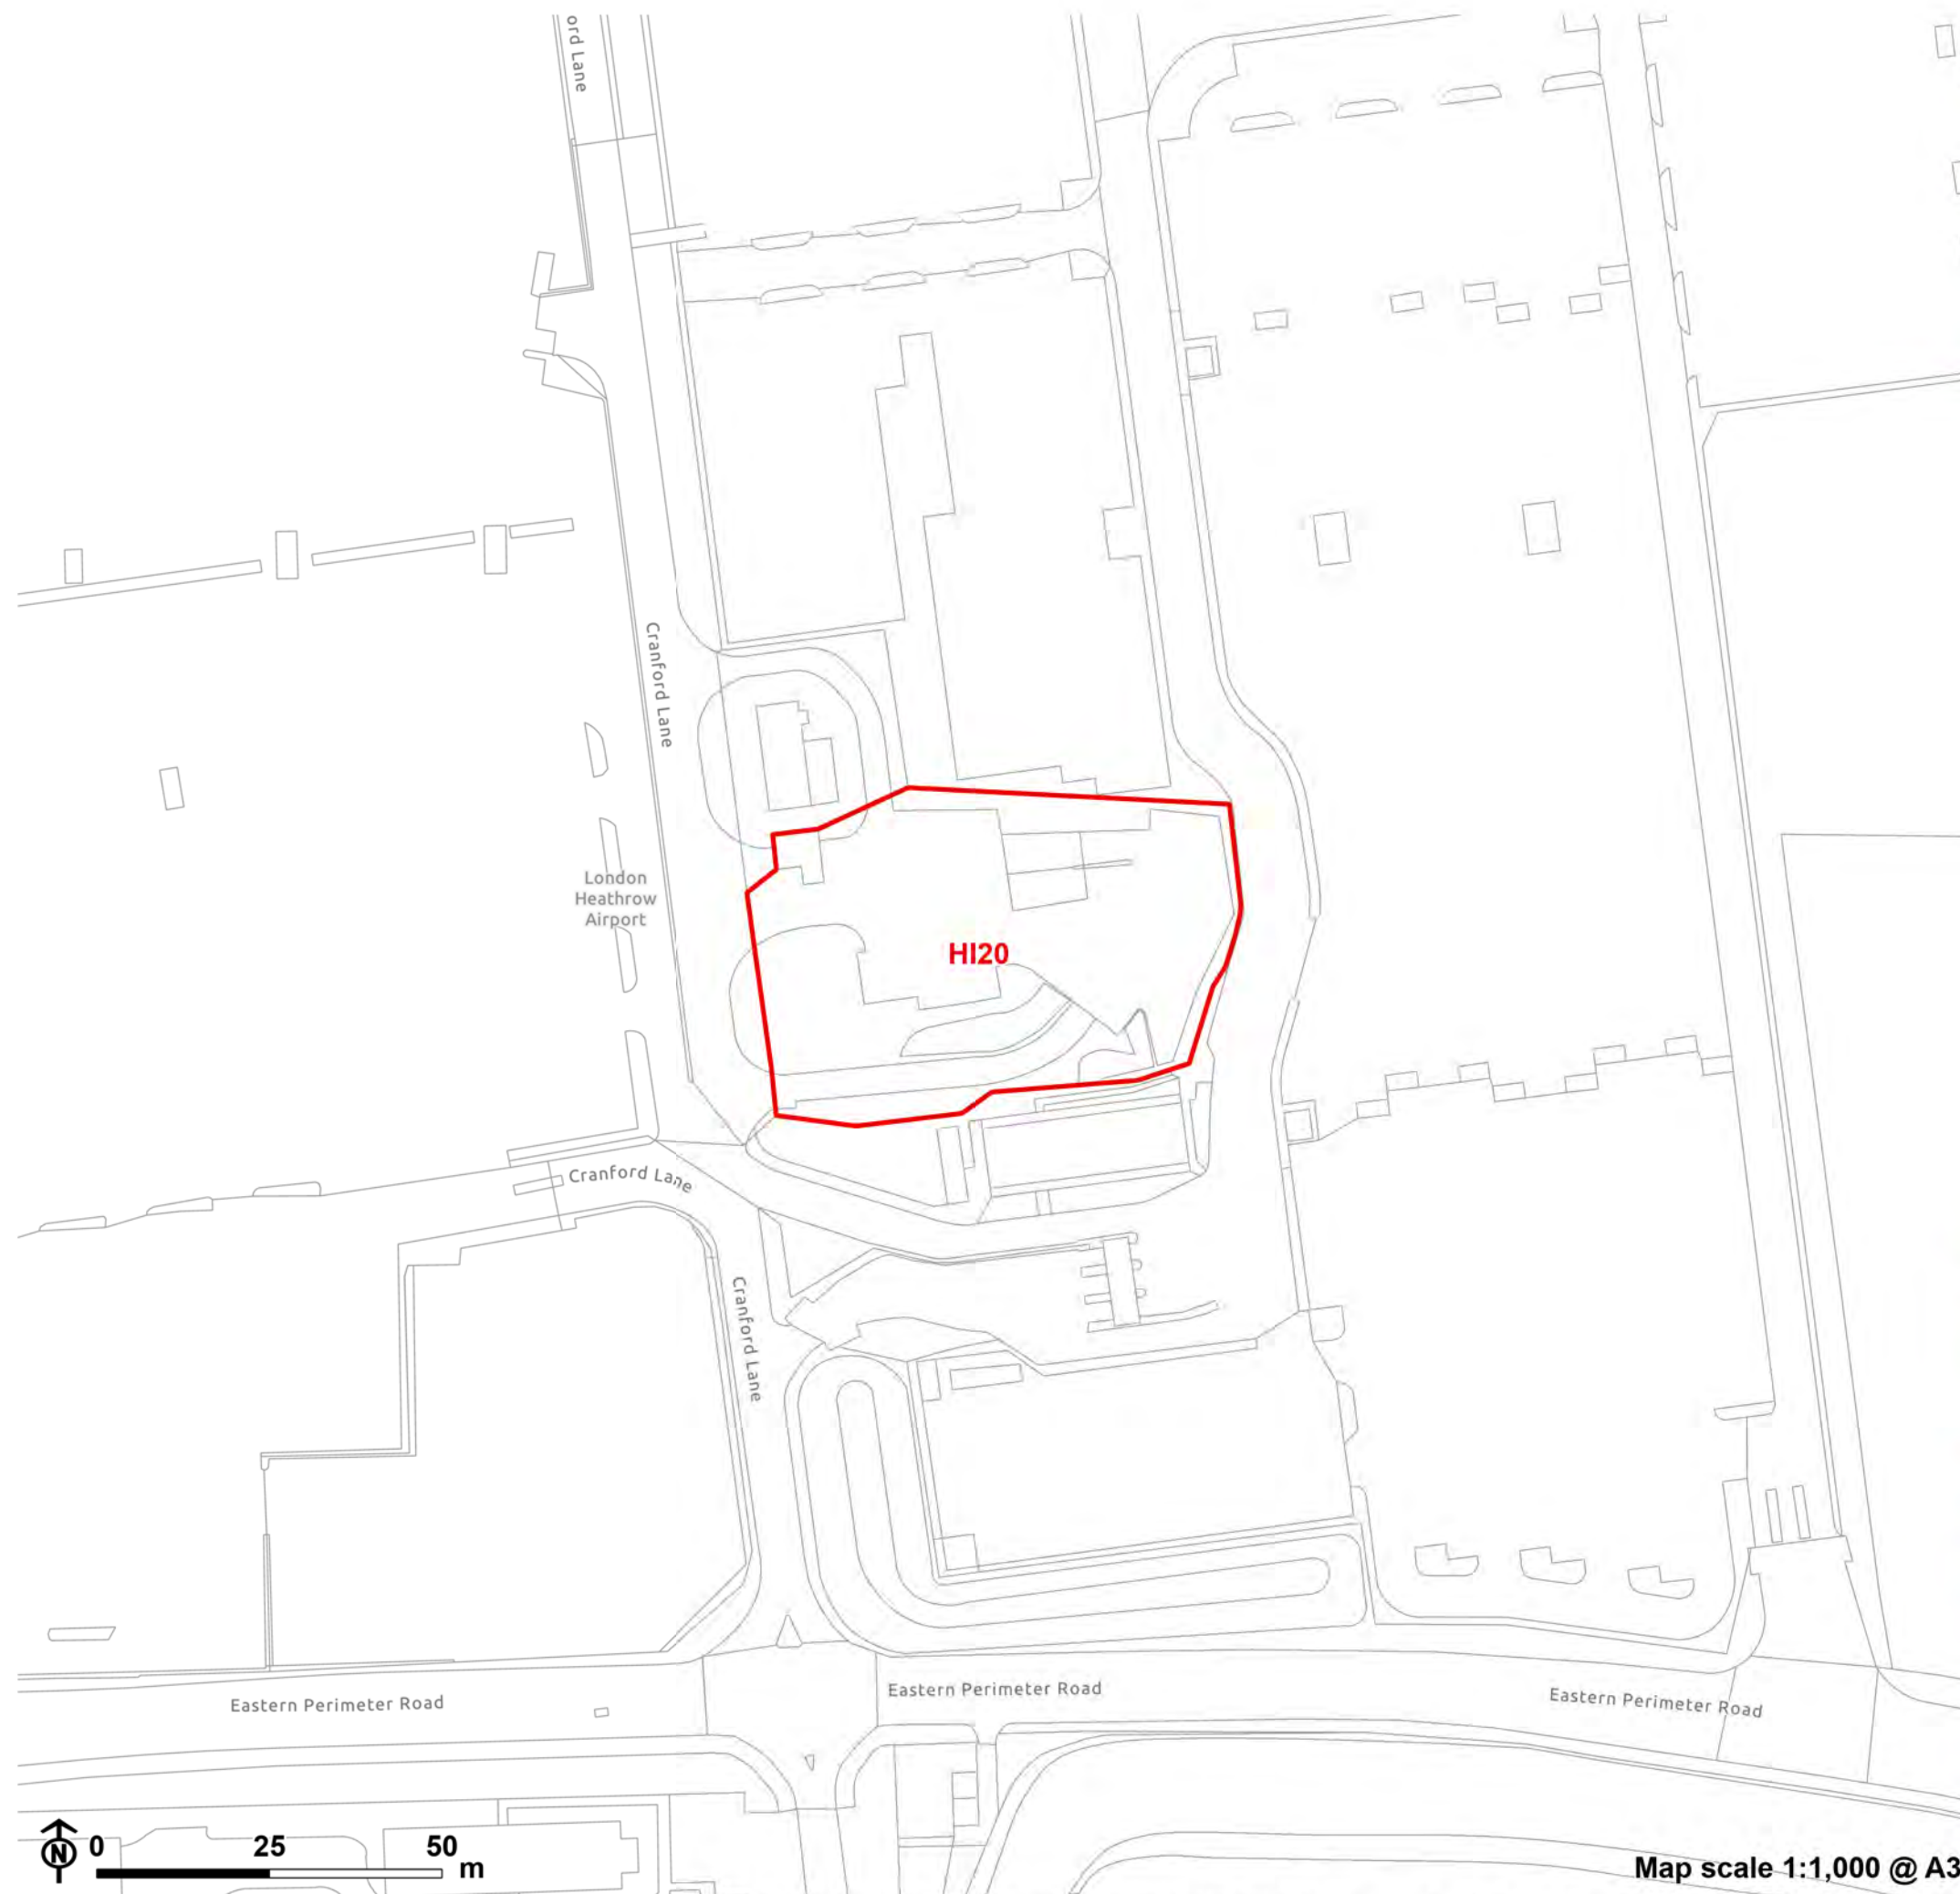 ord Lane
Cranford Lane
London
Heathrow
Airport
HI20
Cranford Lane
Cranford Lane
Eastern Perimeter Road
Eastern Perimeter Road
Eastern Perimeter Road
N
0 25 50
m
Map scale 1:1,000 @ A3